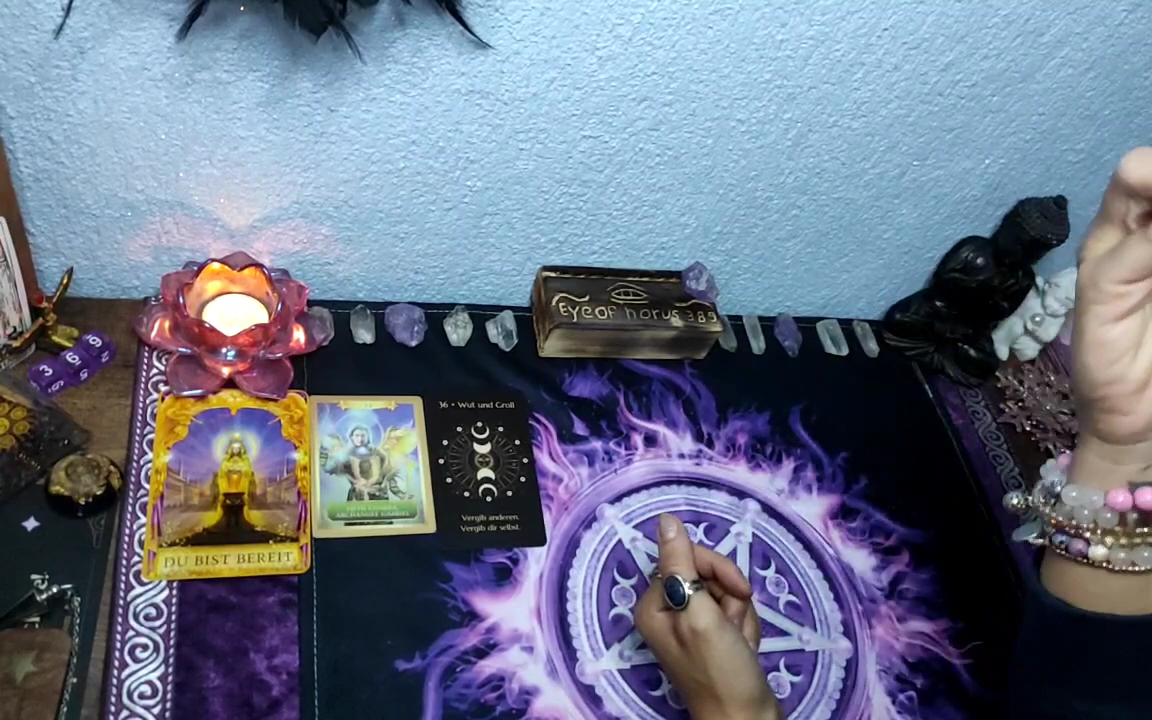 Eye of horus 389
36 • Wut und Groll
Vergib anderen.
Vergib dir selbst.
DU BIST BEREIT